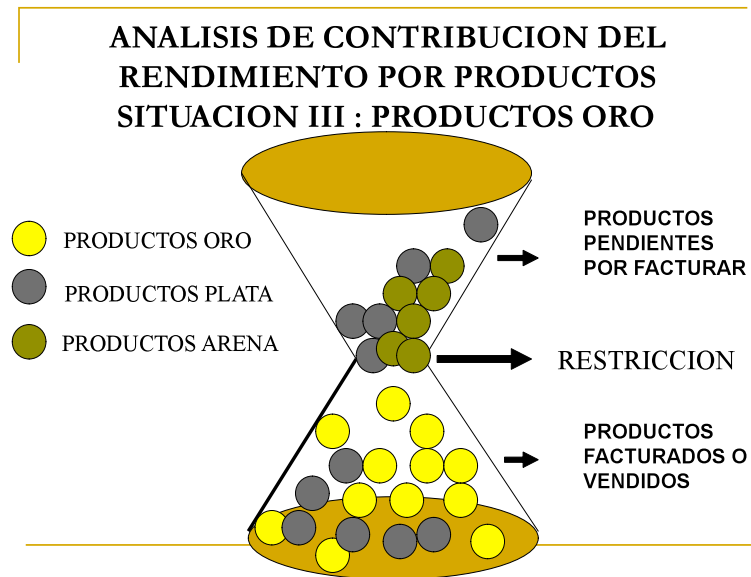 ANALISIS DE CONTRIBUCION DEL
RENDIMIENTO POR PRODUCTOS
SITUACION III : PRODUCTOS ORO
PRODUCTOS ORO
PRODUCTOS PLATA
PRODUCTOS ARENA
PRODUCTOS
PENDIENTES
POR FACTURAR
RESTRICCION
PRODUCTOS
FACTURADOS O
VENDIDOS